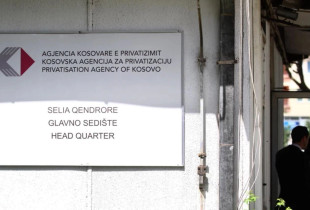 AGJENCIA KOSOVARE E PRIVATIZIMIT
KOSOVSKA AGENCIJA ZA PRIVATIZACIJU
PRIVATISATION AGENCY OF KOSOVO
SELIA QENDRORE
GLAVNO SEDIŠTE
HEAD QUARTER